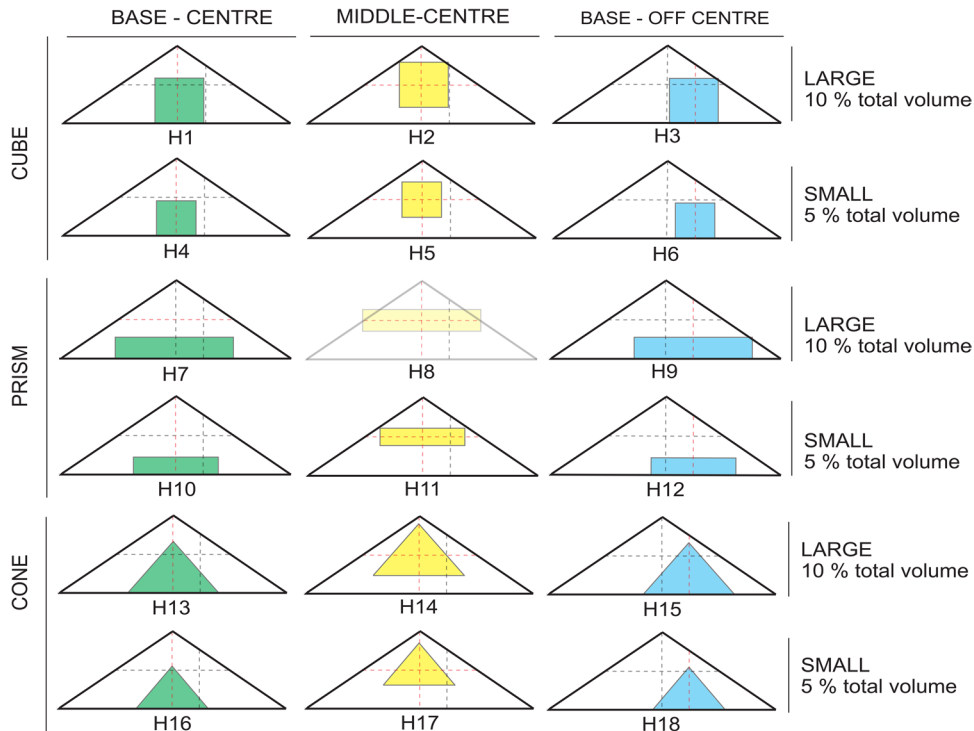 BASE - CENTRE
MIDDLE-CENTRE
BASE - OFF CENTRE
CUBE
H1
H2
H3
LARGE
10 % total volume
H4
H5
H6
SMALL
5 % total volume
PRISM
H7
H8
H9
LARGE
10 % total volume
H10
H11
H12
SMALL
5 % total volume
CONE
H13
H14
H15
LARGE
10 % total volume
H16
H17
H18
SMALL
5 % total volume